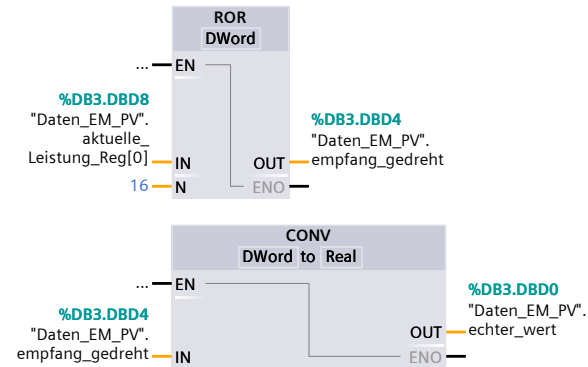 ROR
DWord
... EN
%DB3.DBD8
"Daten_EM_PV".
aktuelle_
Leistung_Reg[0] IN
16 N
%DB3.DBD4
"Daten_EM_PV".
OUT empfang_gedreht
ENO
CONV
DWord to Real
... EN
%DB3.DBD4
"Daten_EM_PV".
empfang_gedreht IN
%DB3.DBD0
"Daten_EM_PV".
OUT echter_wert
ENO